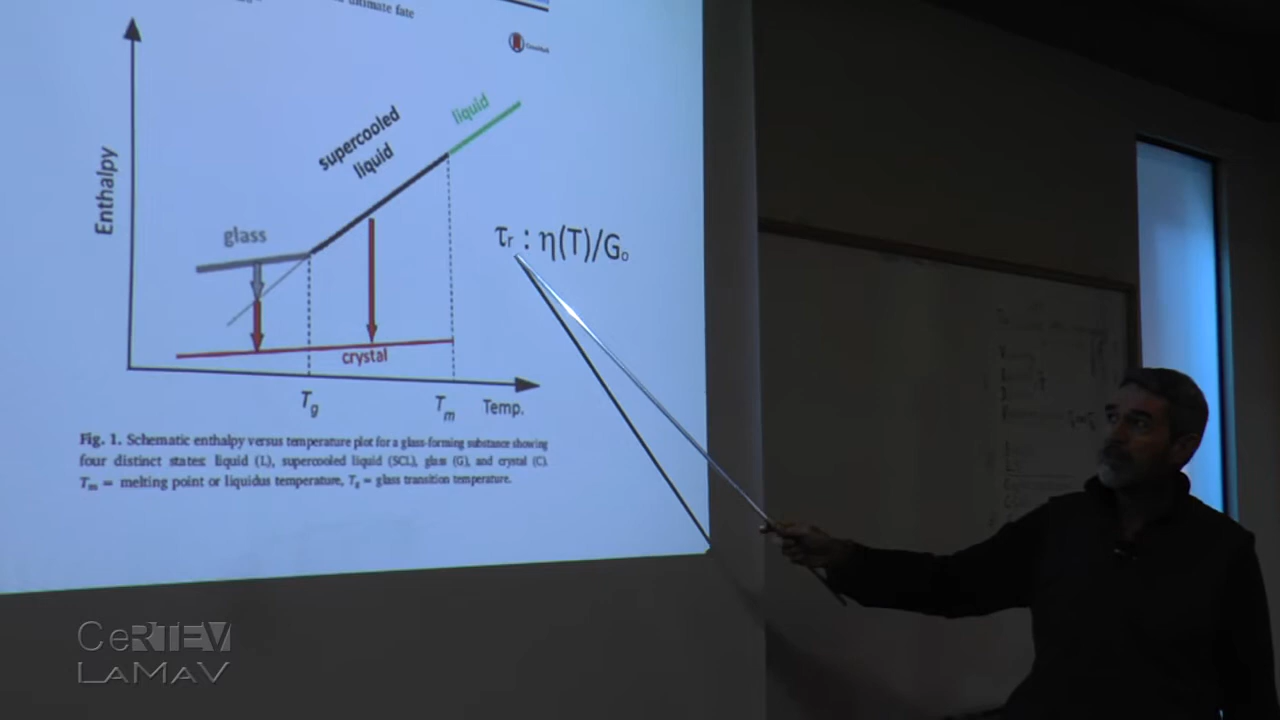 ultimate fate
CrossMark
liquid
supercooled
liquid
Enthalpy
glass
τr : η(T)/Go
crystal
Tg
Tm
Temp.
Fig. 1. Schematic enthalpy versus temperature plot for a glass-forming substance showing
four distinct states: liquid (L), supercooled liquid (SCL), glass (G), and crystal (C).
Tm = melting point or liquidus temperature, Tg = glass transition temperature.
CeRTEV
LAMAV